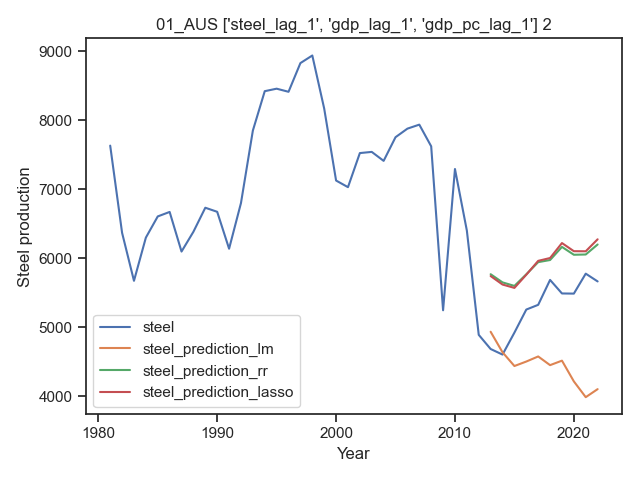 01_AUS ['steel_lag_1', 'gdp_lag_1', 'gdp_pc_lag_1'] 2
Steel production
9000
8000
7000
6000
5000
4000
steel
steel_prediction_lm
steel_prediction_rr
steel_prediction_lasso
1980
1990
2000
2010
2020
Year